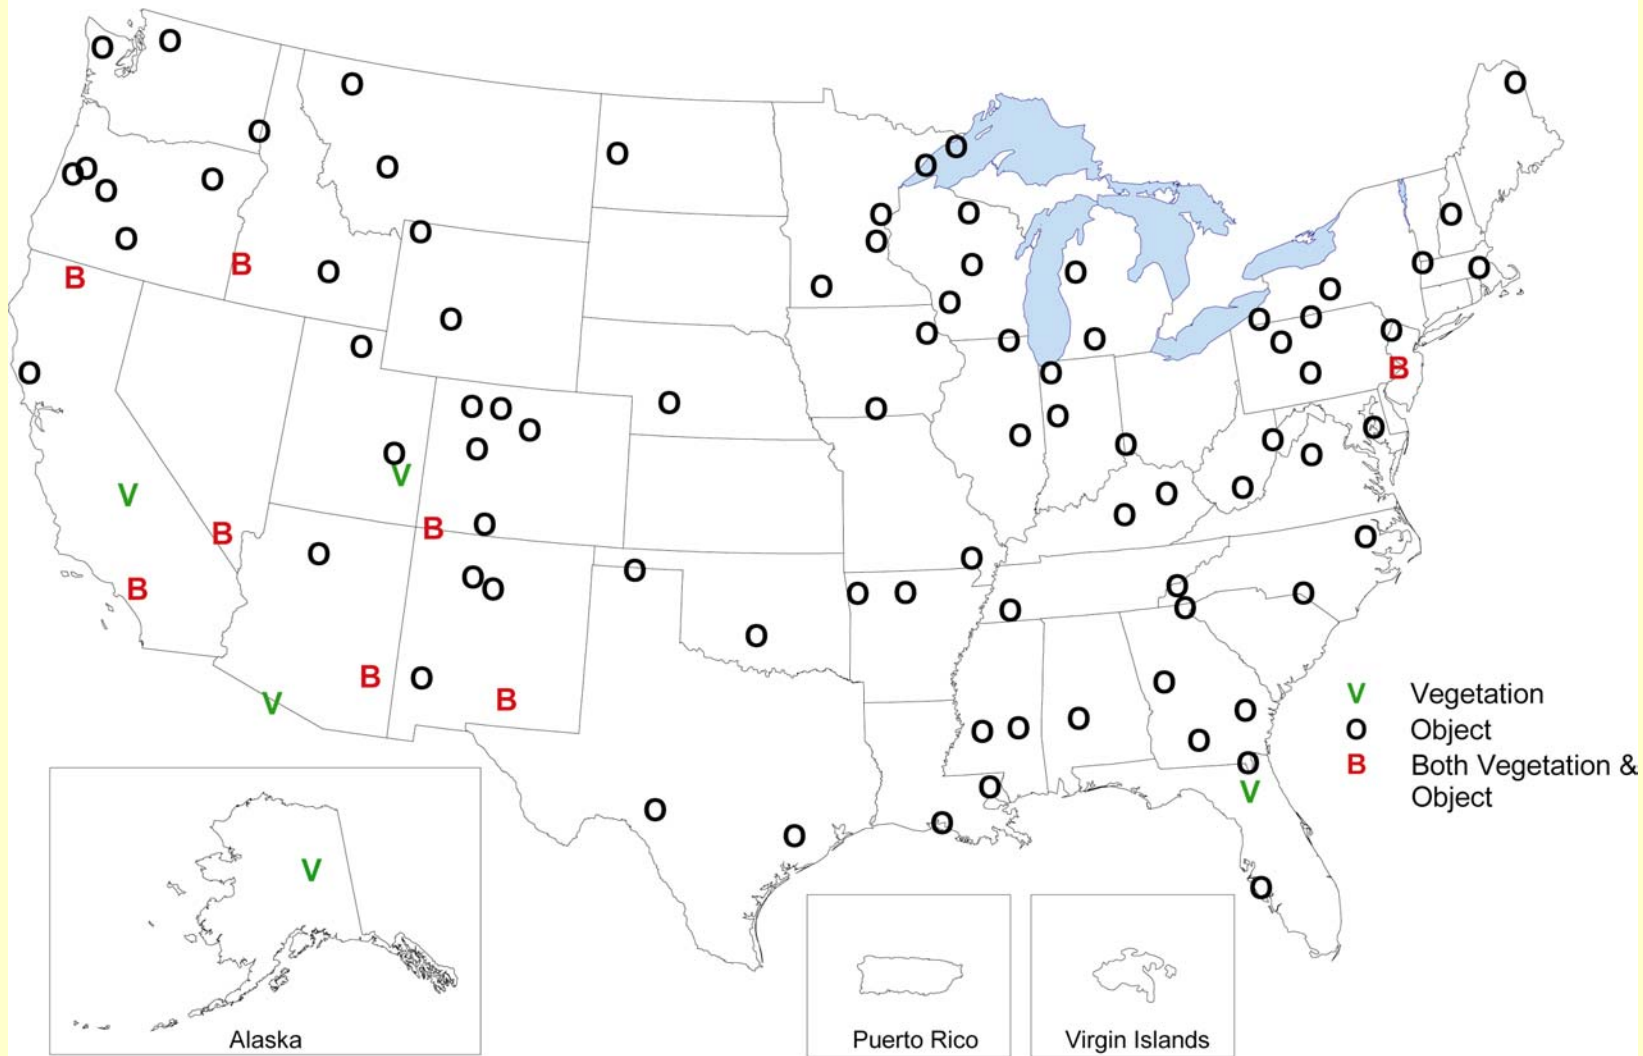 V Vegetation
O Object
B Both Vegetation &
Object
Alaska
Puerto Rico
Virgin Islands